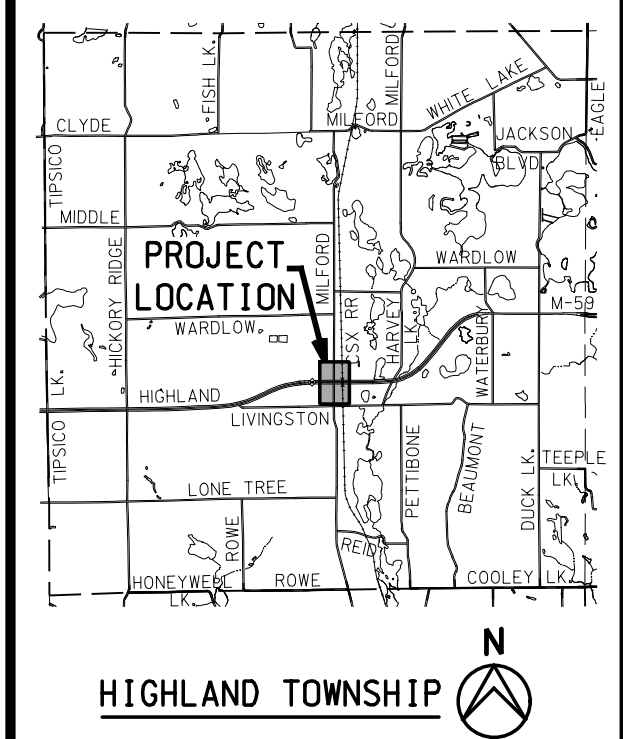 FISH LK.
MILFORD
WHITE LAKE
EAGLE
CLYDE
MILFORD
JACKSON
BLVD.
TIPSICO
MIDDLE
HICKORY RIDGE
PROJECT
LOCATION
MILFORD
WARDLOW
WARDLOW
CSX RR
HARVEY
LK.
WATERBURY
M-59
LK.
HIGHLAND
LIVINGSTON
TIPSICO
PETTIBONE
BEAUMONT
DUCK LK.
TEEPLE
LK.
LONE TREE
ROWE
REID
HONEYWELL
LK.
ROWE
COOLEY
LK.
N
HIGHLAND TOWNSHIP